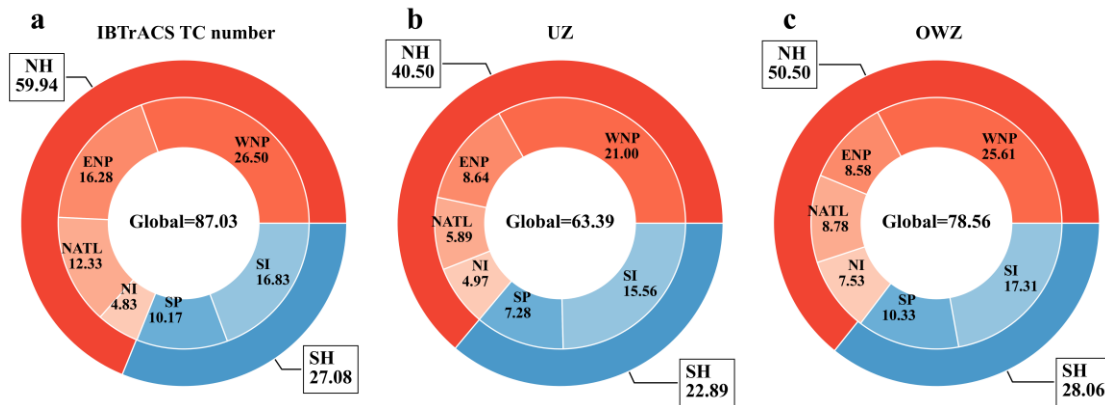 a
IBTrACS TC number
NH
59.94
WNP
26.50
ENP
16.28
Global=87.03
NATL
12.33
NI
4.83
SP
10.17
SI
16.83
SH
27.08
b
UZ
NH
40.50
WNP
21.00
ENP
8.64
Global=63.39
NATL
5.89
NI
4.97
SP
7.28
SI
15.56
SH
22.89
c
OWZ
NH
50.50
WNP
25.61
ENP
8.58
Global=78.56
NATL
8.78
NI
7.53
SP
10.33
SI
17.31
SH
28.06